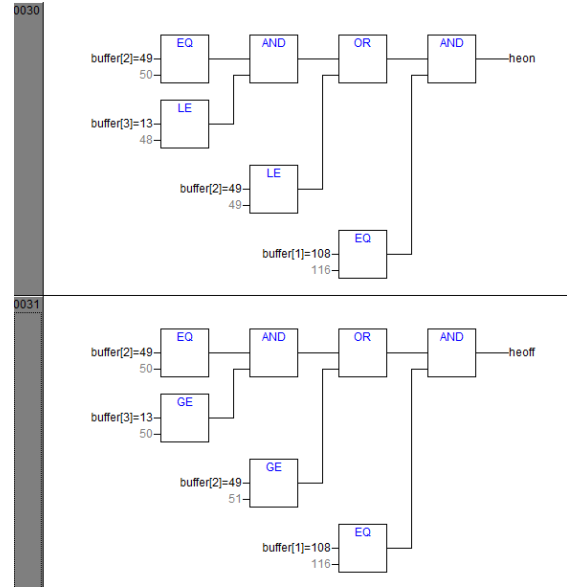 0030
EQ AND OR AND
buffer[2]=49 heon
50
LE
buffer[3]=13
48
LE
buffer[2]=49
49
EQ
buffer[1]=108
116
0031
EQ AND OR AND
buffer[2]=49 heoff
50
GE
buffer[3]=13
50
GE
buffer[2]=49
51
EQ
buffer[1]=108
116